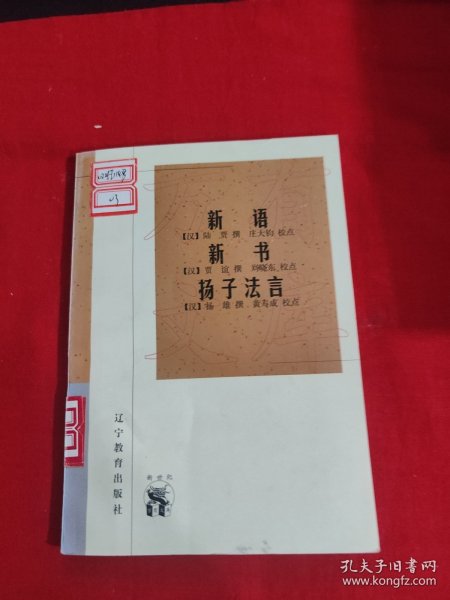 新语
【汉】陆 贾 撰 庄大钧 校点
新书
【汉】贾 谊 撰 郑晓东 校点
扬子法言
【汉】扬 雄 撰 黄寿成 校点
辽宁教育出版社
新世纪
孔夫子旧书网
www.kongfz.com